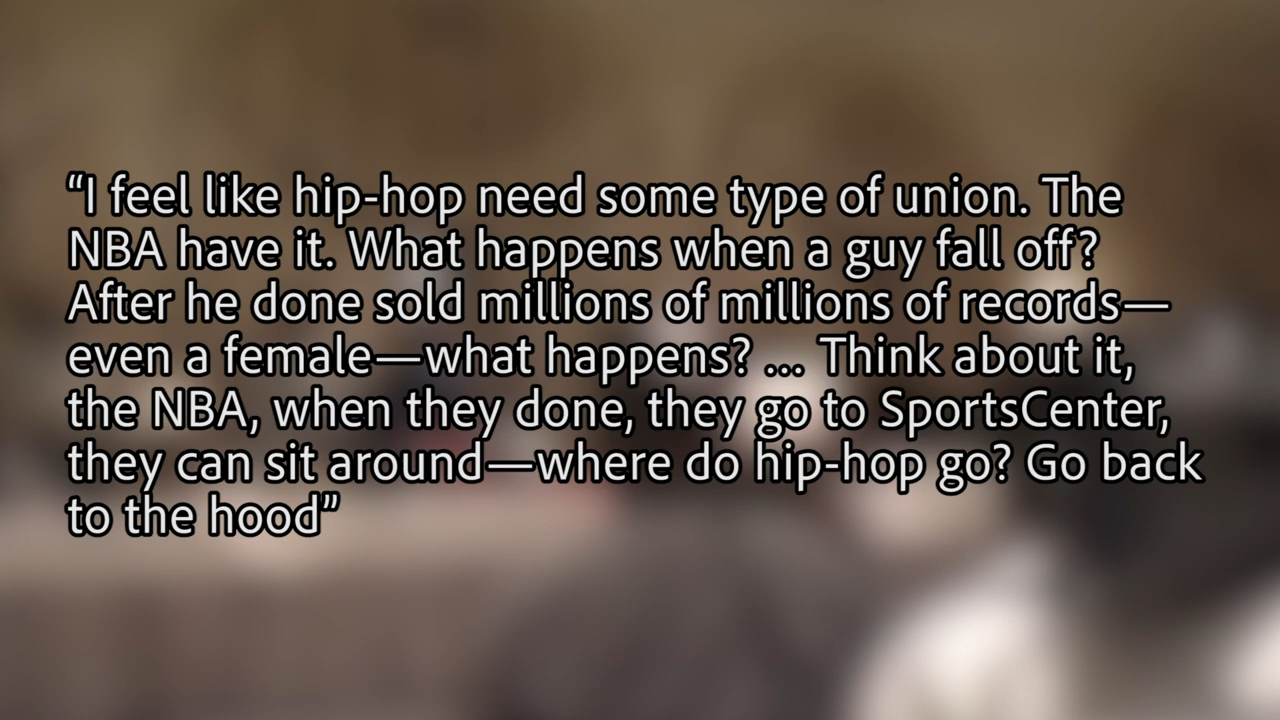 “I feel like hip-hop need some type of union. The
NBA have it. What happens when a guy fall off?
After he done sold millions of millions of records—
even a female—what happens? ... Think about it,
the NBA, when they done, they go to SportsCenter,
they can sit around—where do hip-hop go? Go back
to the hood”